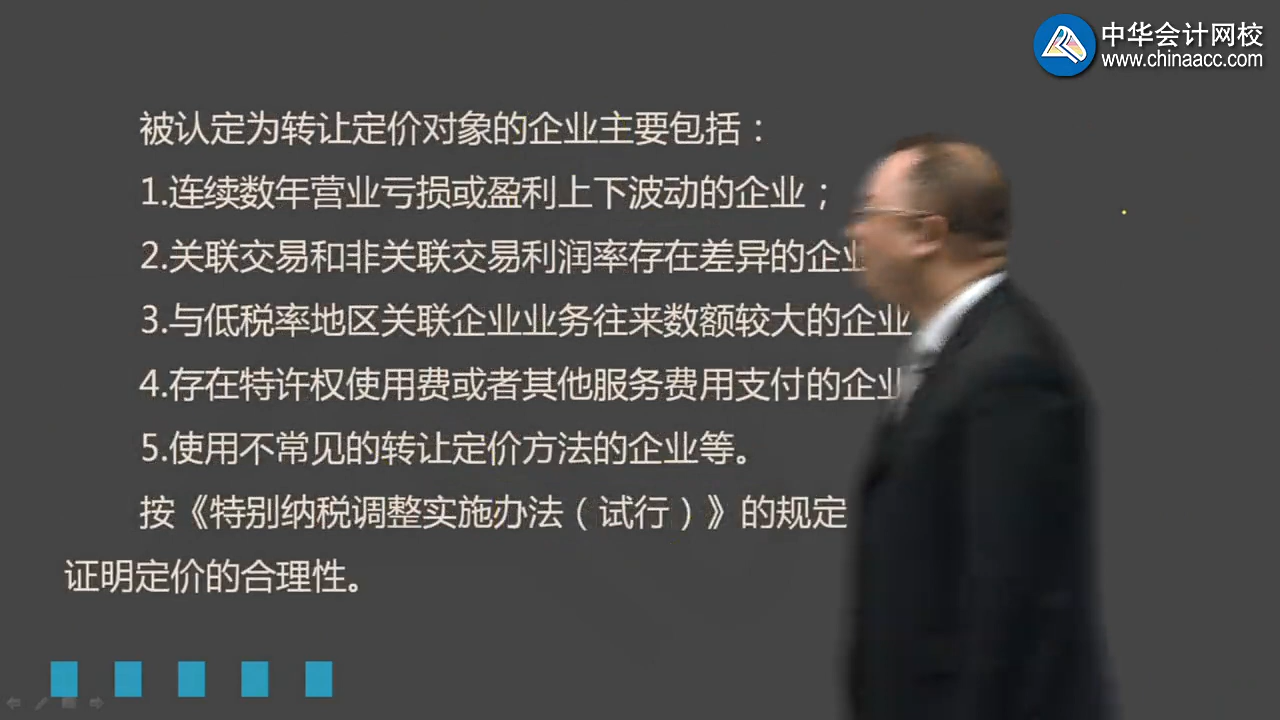 中华会计网校
www.chinaacc.com
被认定为转让定价对象的企业主要包括：
1.连续数年营业亏损或盈利上下波动的企业；
2.关联交易和非关联交易利润率存在差异的企业
3.与低税率地区关联企业业务往来数额较大的企业
4.存在特许权使用费或者其他服务费用支付的企业
5.使用不常见的转让定价方法的企业等。
按《特别纳税调整实施办法（试行）》的规定
证明定价的合理性。